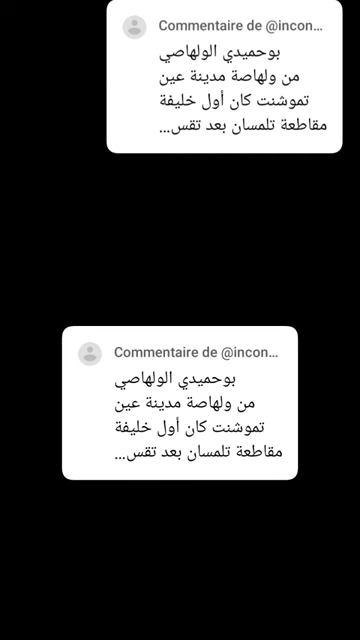 Commentaire de @incon...
بوحميدي الولهاصي
من ولهاصة مدينة عين
تموشنت كان أول خليفة
مقاطعة تلمسان بعد تقس...
Commentaire de @incon...
بوحميدي الولهاصي
من ولهاصة مدينة عين
تموشنت كان أول خليفة
مقاطعة تلمسان بعد تقس...